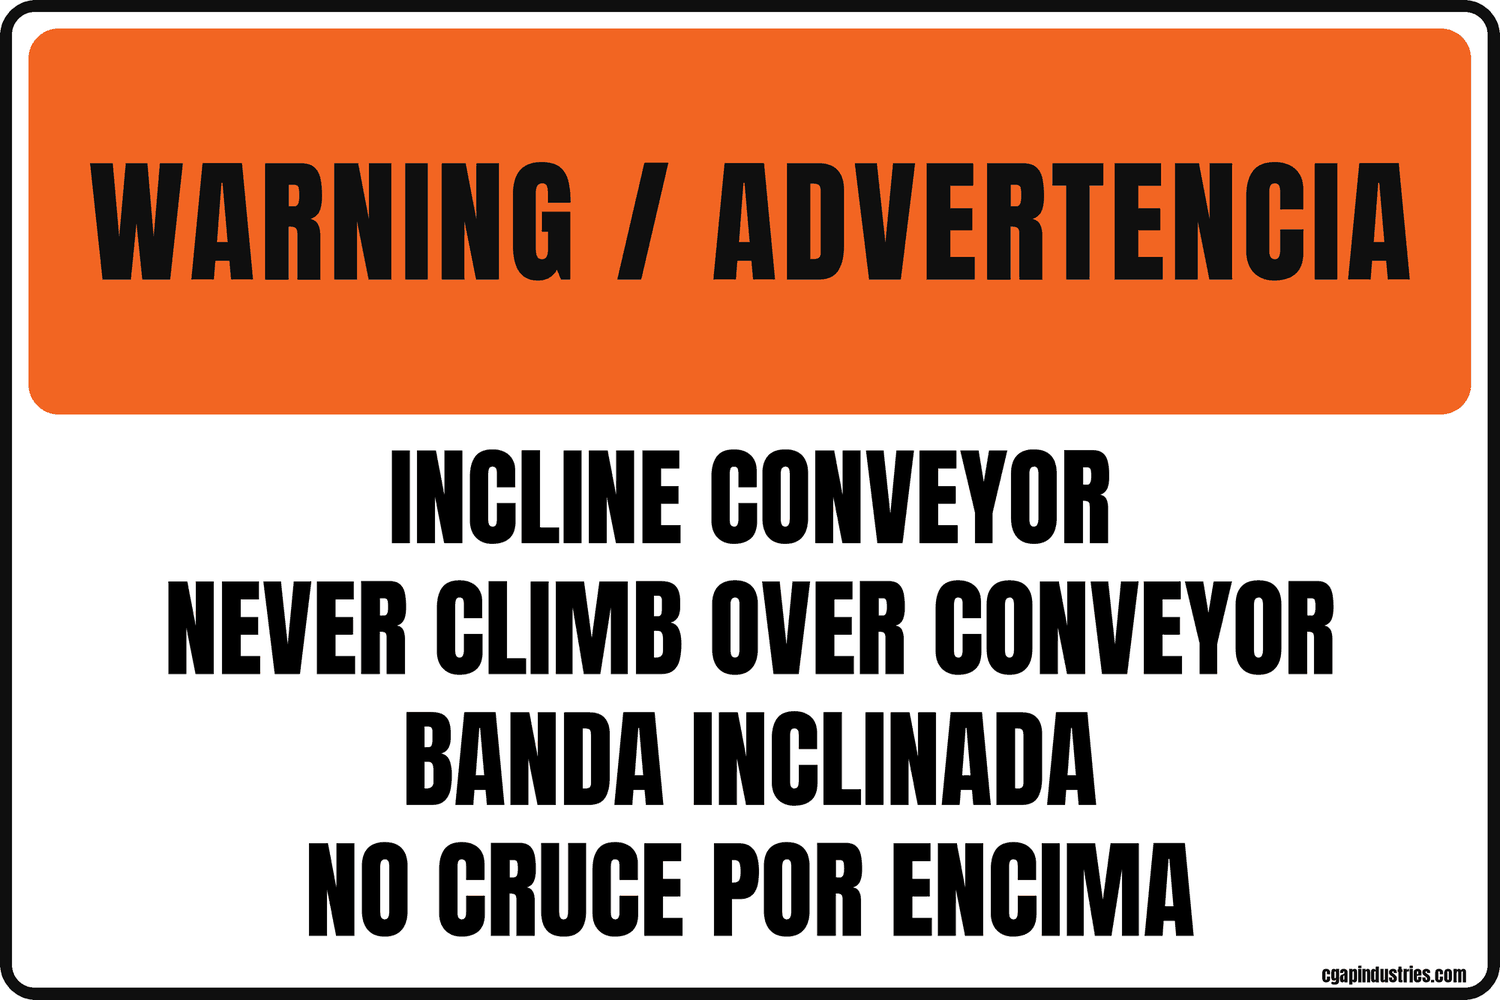 WARNING / ADVERTENCIA
INCLINE CONVEYOR
NEVER CLIMB OVER CONVEYOR
BANDA INCLINADA
NO CRUCE POR ENCIMA
cgapindustries.com